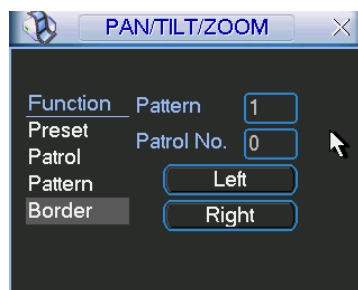 PAN/TILT/ZOOM
Function Pattern 1
Preset
Patrol No. 0
Patrol
Pattern Left
Border Right